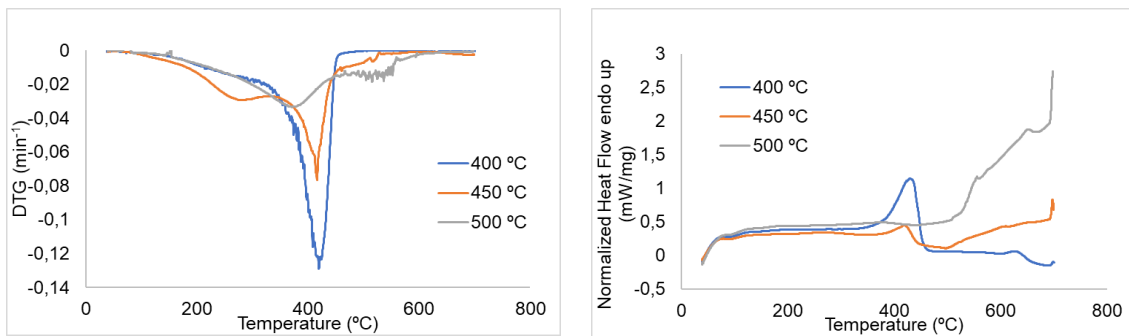 0
-0,02
-0,04
-0,06
-0,08
-0,1
-0,12
-0,14
DTG (min-1)
0 200 400 600 800
Temperature (ºC)
400 ºC
450 ºC
500 ºC
3
2,5
2
1,5
1
0,5
0
-0,5
Normalized Heat Flow endo up
(mW/mg)
0 200 400 600 800
Temperature (ºC)
400 ºC
450 ºC
500 ºC